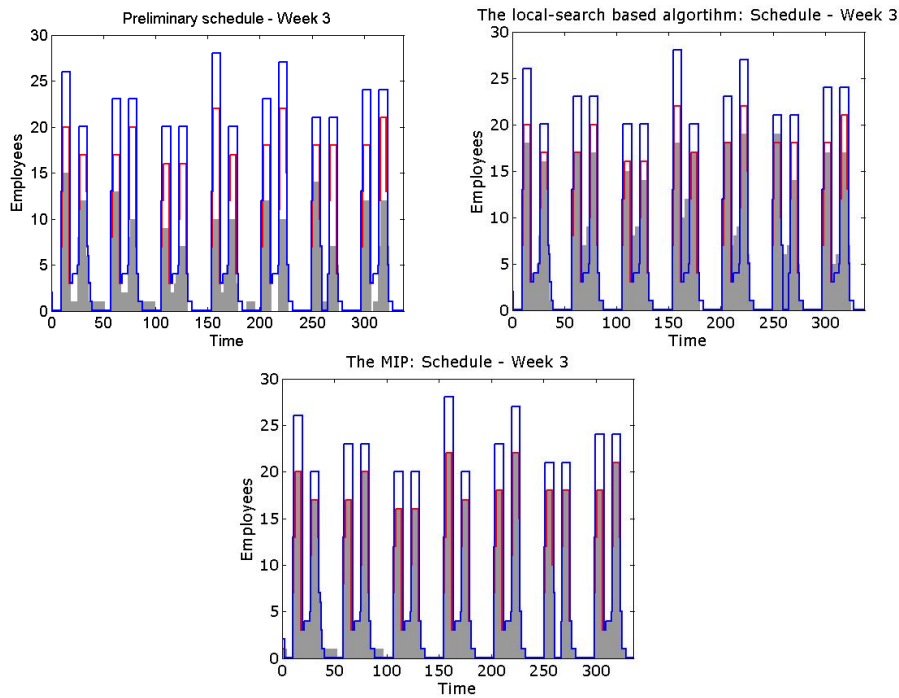 Preliminary schedule - Week 3
30
25
20
15
10
5
0
Employees
0 50 100 150 200 250 300
Time
The local-search based algortihm: Schedule - Week 3
30
25
20
15
10
5
0
Employees
0 50 100 150 200 250 300
Time
The MIP: Schedule - Week 3
30
25
20
15
10
5
0
Employees
0 50 100 150 200 250 300
Time